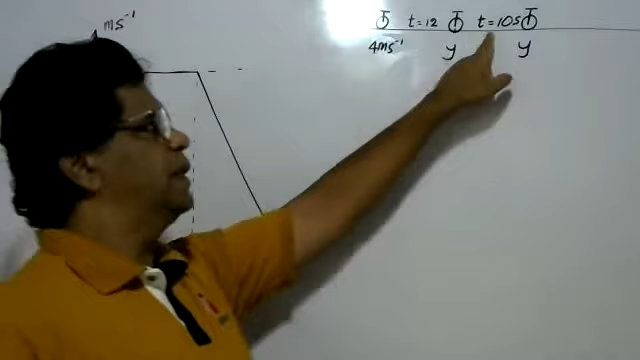 ms⁻¹
t=12 t=10s
4ms⁻¹ y y